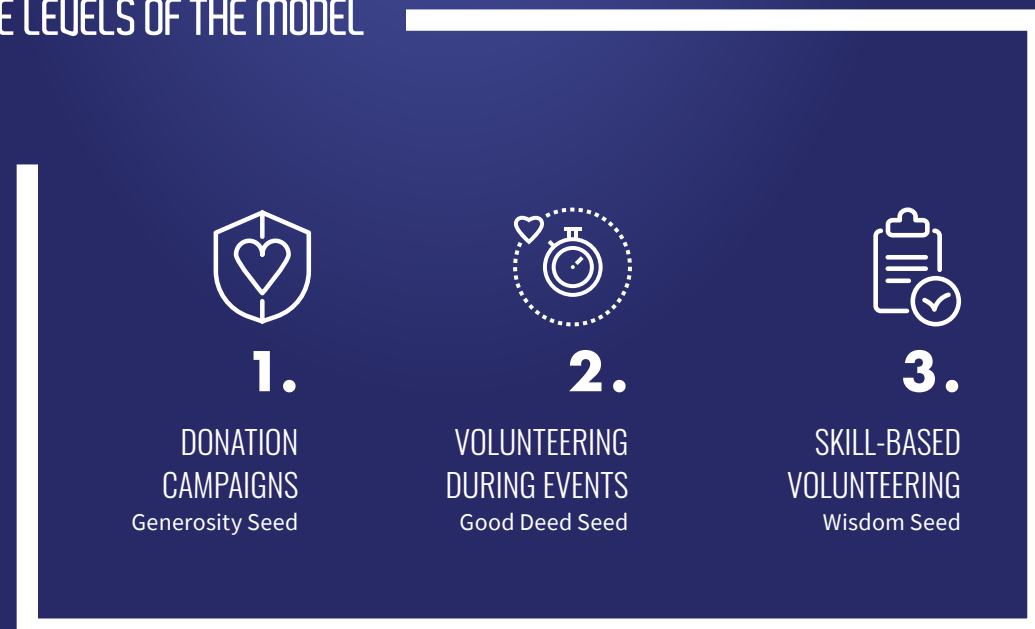 LEVELS OF THE MODEL
1.
DONATION
CAMPAIGNS
Generosity Seed
2.
VOLUNTEERING
DURING EVENTS
Good Deed Seed
3.
SKILL-BASED
VOLUNTEERING
Wisdom Seed